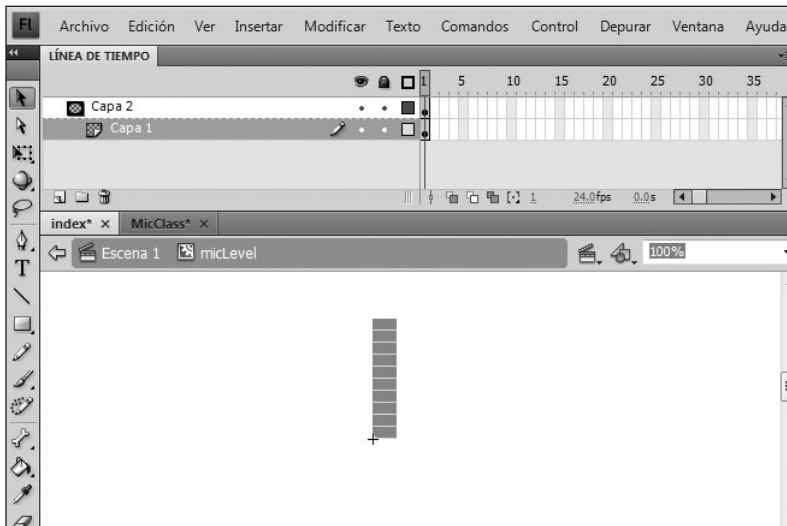 Fl Archivo Edición Ver Insertar Modificar Texto Comandos Control Depurar Ventana Ayuda
LÍNEA DE TIEMPO
1 5 10 15 20 25 30 35
Capa 2
Capa 1
1 24.0fps 0.0s
index* × MicClass* ×
Escena 1 micLevel 100%
T